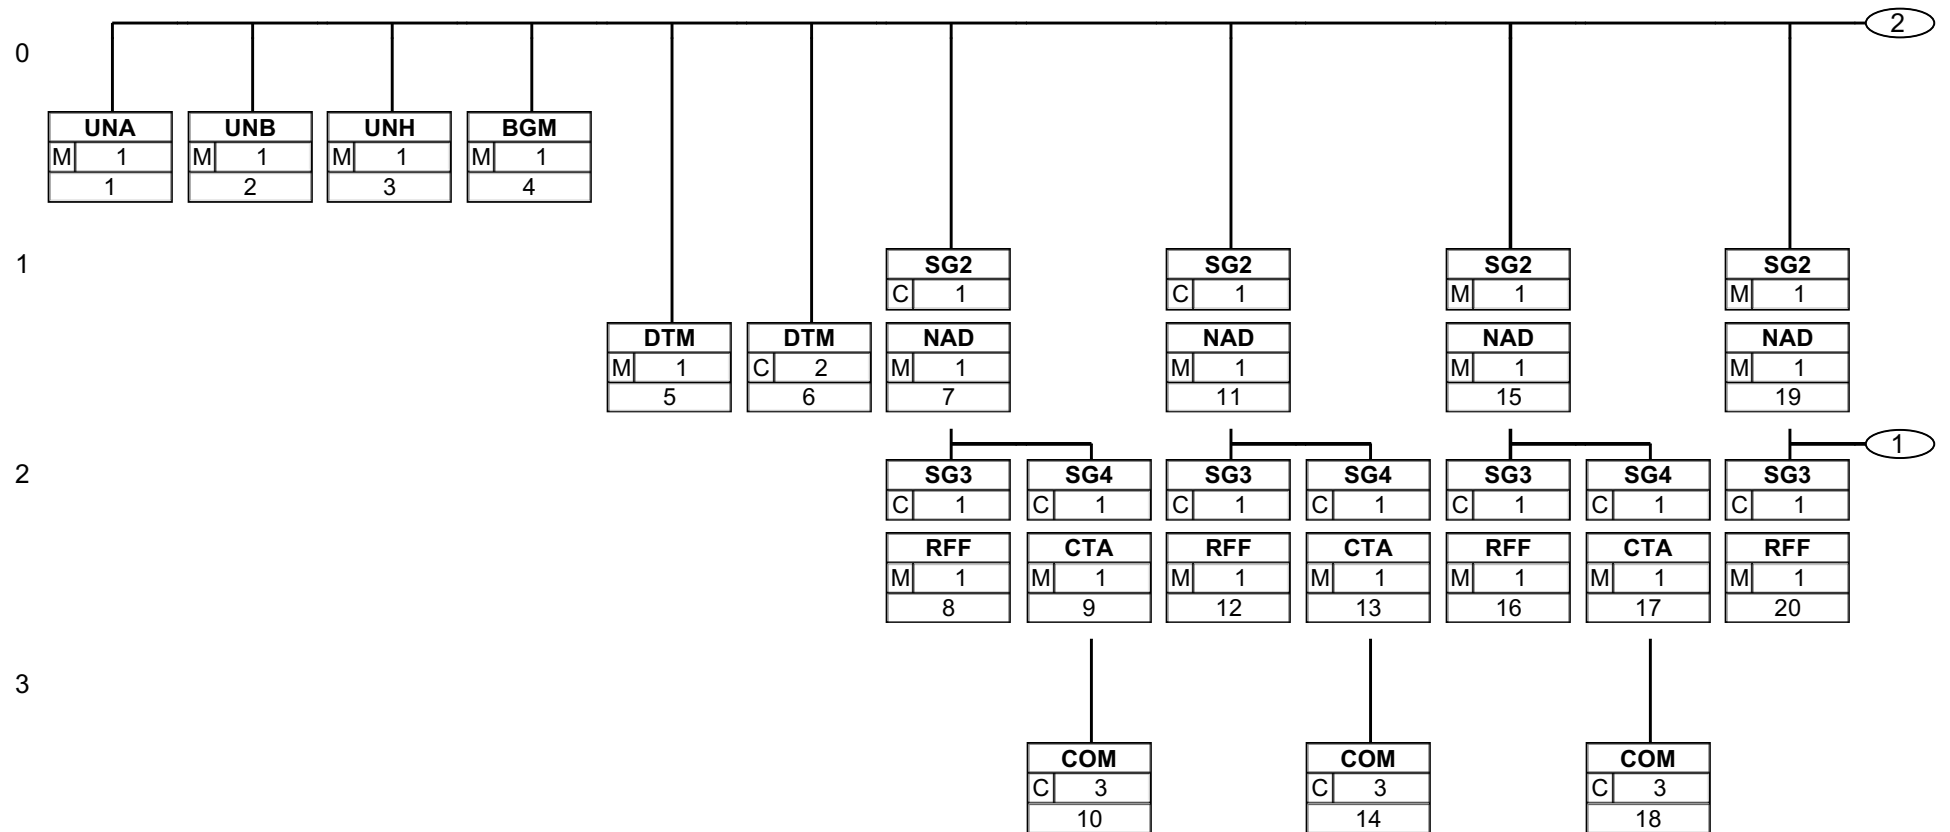 2
0
UNA UNB UNH BGM
M 1 M 1 M 1 M 1
1 2 3 4
1
SG2 SG2 SG2 SG2
C 1 C 1 M 1 M 1
DTM DTM NAD NAD NAD NAD
M 1 C 2 M 1 M 1 M 1 M 1
5 6 7 11 15 19
1
2
SG3 SG4 SG3 SG4 SG3 SG4 SG3
C 1 C 1 C 1 C 1 C 1 C 1 C 1
RFF CTA RFF CTA RFF CTA RFF
M 1 M 1 M 1 M 1 M 1 M 1 M 1
8 9 12 13 16 17 20
3
COM COM COM
C 3 C 3 C 3
10 14 18